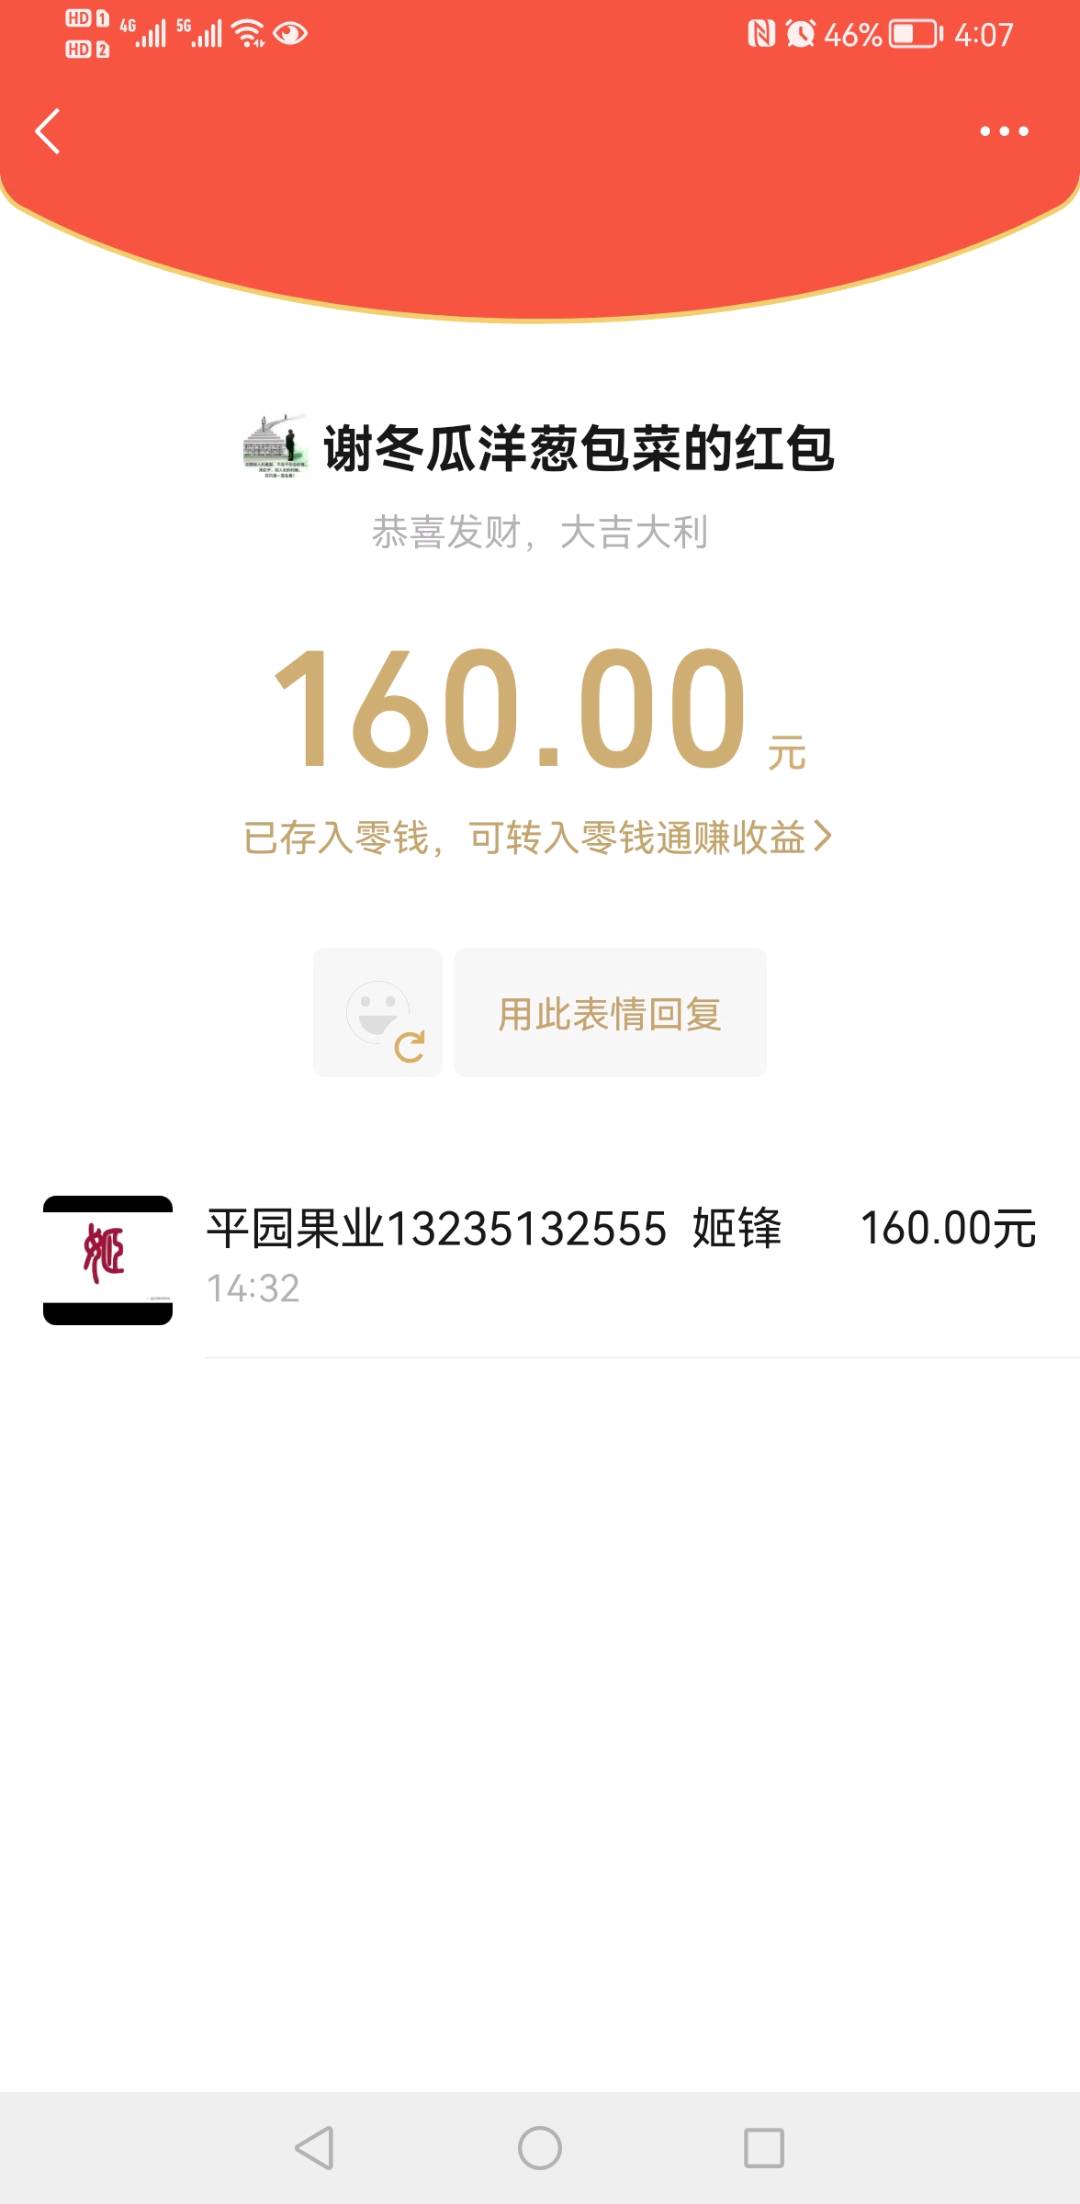 HD 1 4G 5G 46% 4:07
HD 2
谢冬瓜洋葱包菜的红包
恭喜发财，大吉大利
160.00元
已存入零钱，可转入零钱通赚收益
用此表情回复
姬
平园果业13235132555 姬锋 160.00元
14:32